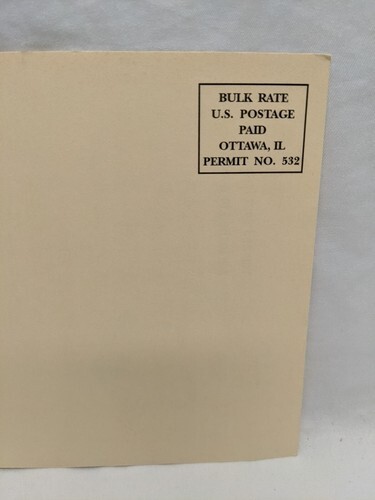 BULK RATE
U.S. POSTAGE
PAID
OTTAWA, IL
PERMIT NO. 532